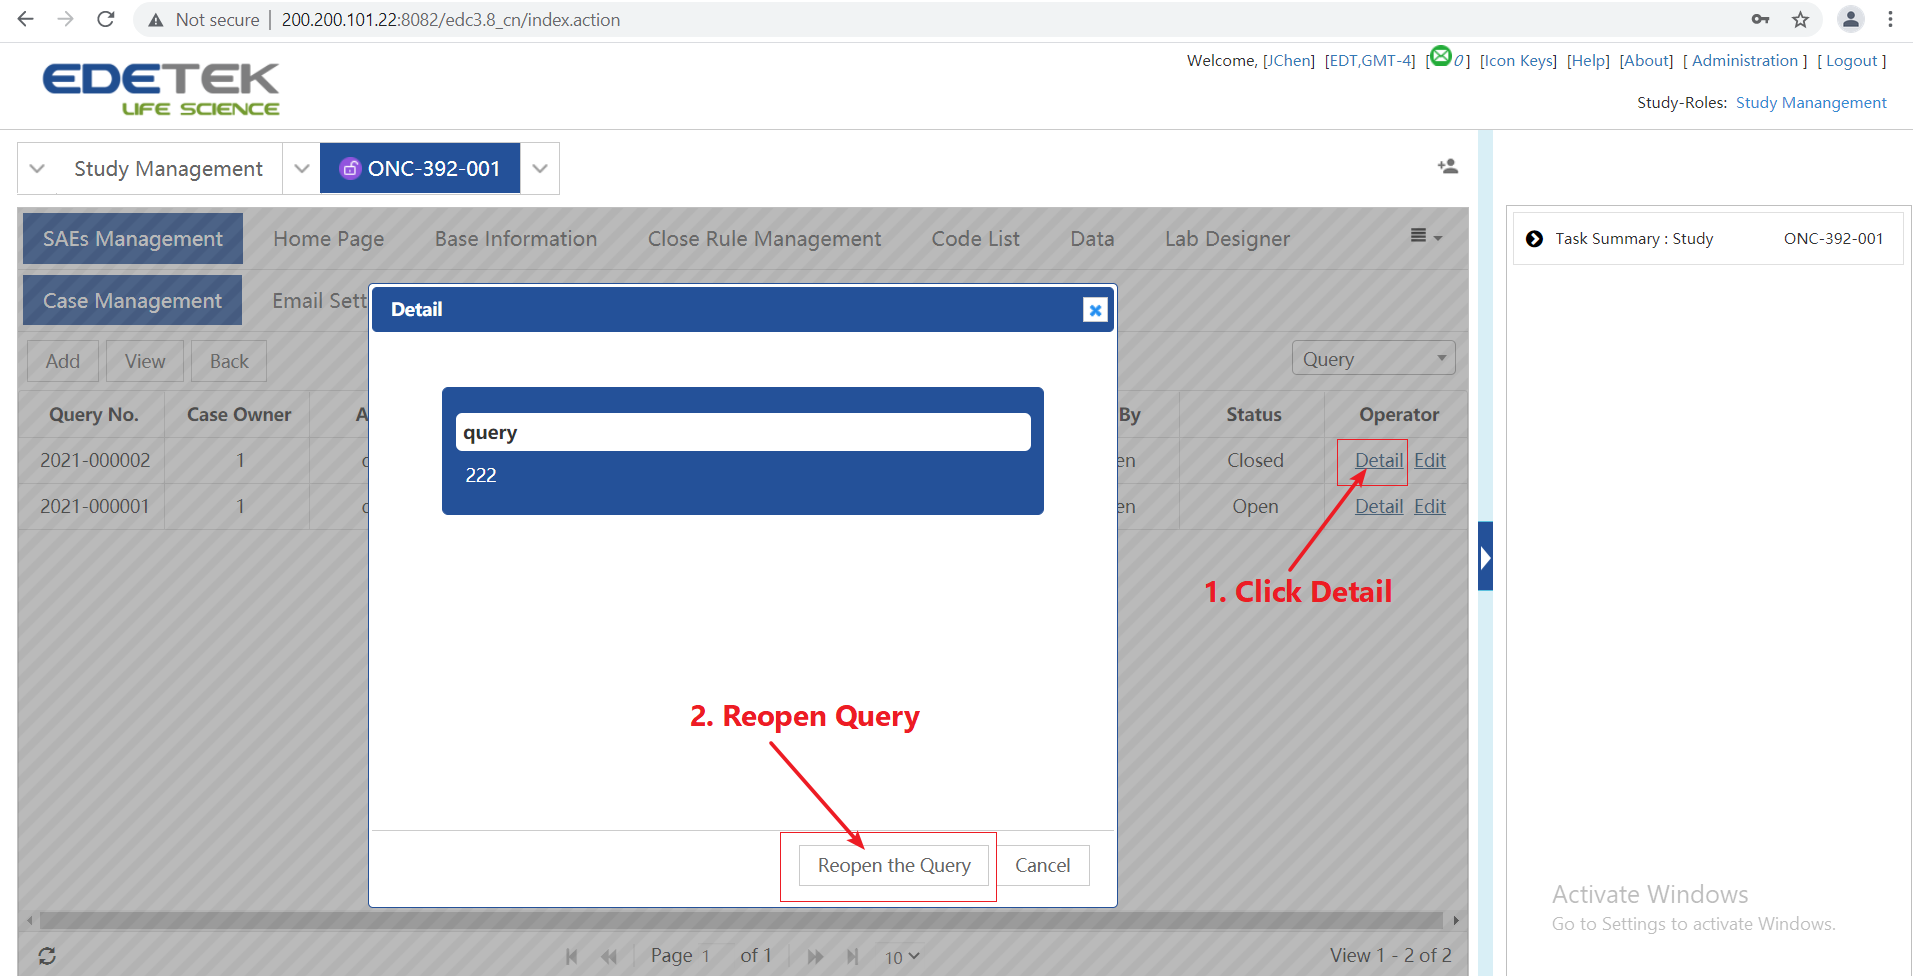 Not secure | 200.200.101.22:8082/edc3.8_cn/index.action
EDETEK
LIFE SCIENCE
Welcome, [JChen] [EDT,GMT-4] [ 0 ] [Icon Keys] [Help] [About] [ Administration ] [ Logout ]
Study-Roles: Study Manangement
Study Management
ONC-392-001
SAEs Management
Home Page
Base Information
Close Rule Management
Code List
Data
Lab Designer
Task Summary : Study ONC-392-001
Case Management
Email Sett
Detail
Add
View
Back
Query
Query No. Case Owner A By Status Operator
2021-000002 1 en Closed Detail Edit
2021-000001 1 en Open Detail Edit
query
222
1. Click Detail
2. Reopen Query
Reopen the Query
Cancel
Activate Windows
Go to Settings to activate Windows.
Page 1 of 1
10
View 1 - 2 of 2